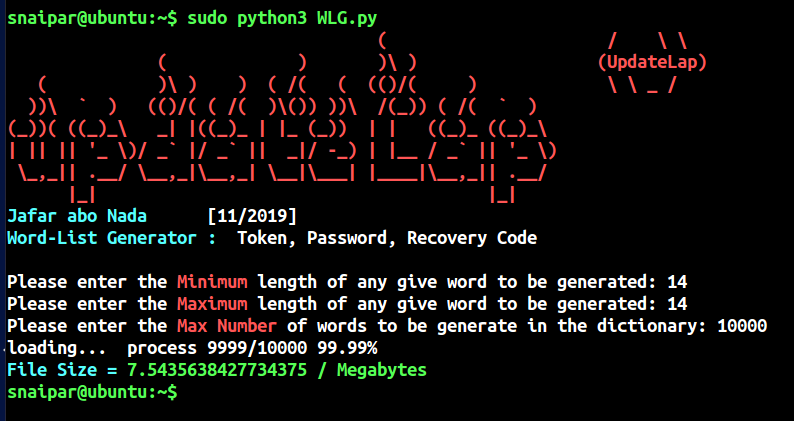 snaipar@ubuntu:~$ sudo python3 WLG.py
(UpdateLap)
UpdateLap
Jafar abo Nada [11/2019]
Word-List Generator : Token, Password, Recovery Code
Please enter the Minimum length of any give word to be generated: 14
Please enter the Maximum length of any give word to be generated: 14
Please enter the Max Number of words to be generate in the dictionary: 10000
loading... process 9999/10000 99.99%
File Size = 7.5435638427734375 / Megabytes
snaipar@ubuntu:~$